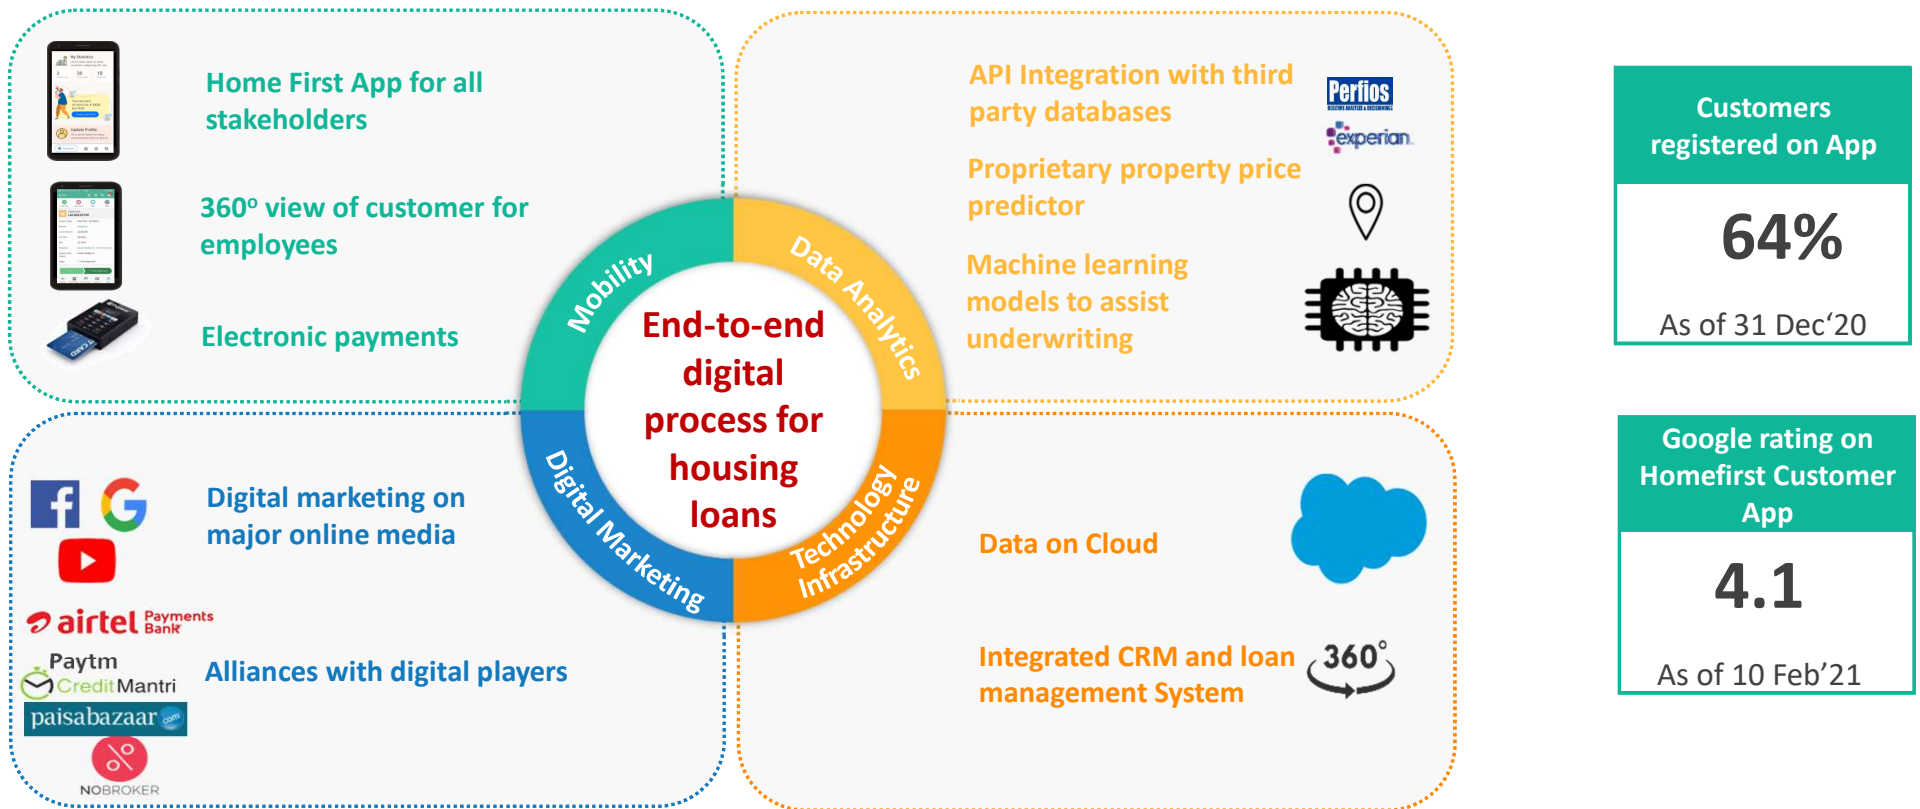 My Statistics
Update Profile
Home First App for all
stakeholders
360° view of customer for
employees
Electronic payments
API Integration with third
party databases
Perfios
experian.
Proprietary property price
predictor
Machine learning
models to assist
underwriting
Mobility
Data Analytics
Digital Marketing
Technology
Infrastructure
End-to-end
digital
process for
housing
loans
Digital marketing on
major online media
airtel Payments
Bank
Paytm
CreditMantri
paisabazaar com
NOBROKER
Alliances with digital players
Data on Cloud
Integrated CRM and loan
management System
360°
Customers
registered on App
64%
As of 31 Dec‘20
Google rating on
Homefirst Customer
App
4.1
As of 10 Feb’21